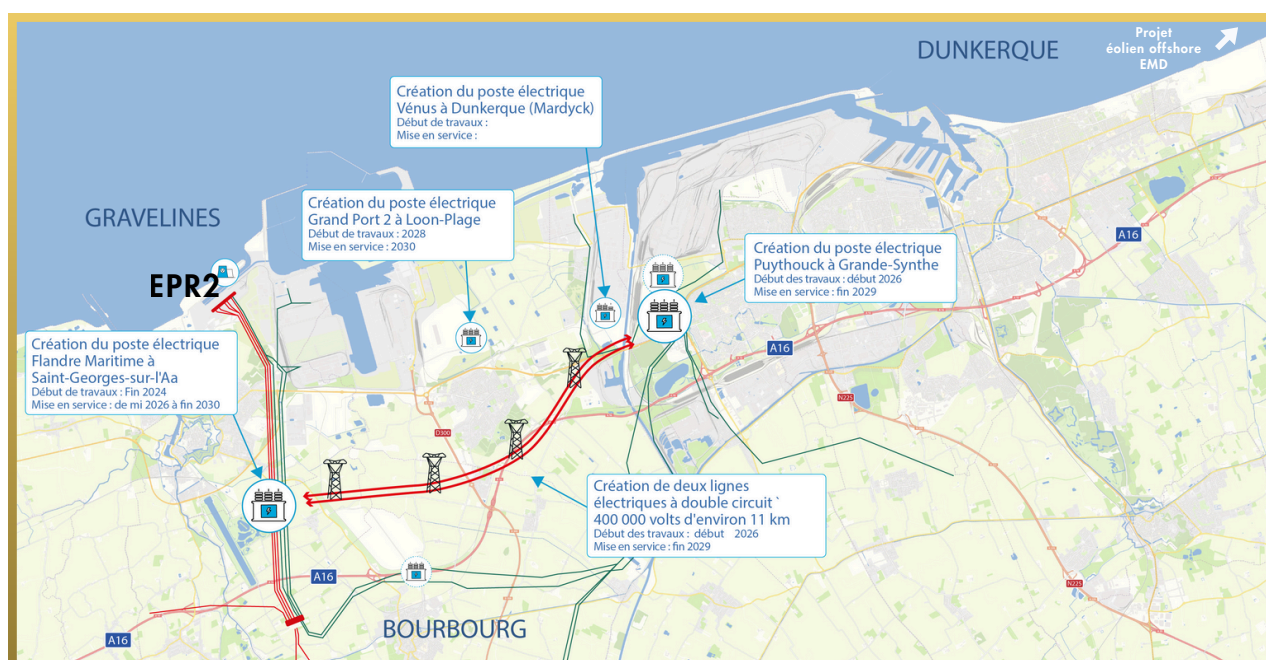 Projet
éolien offshore
EMD
DUNKERQUE
Création du poste électrique
Vénus à Dunkerque (Mardyck)
Début de travaux :
Mise en service :
GRAVELINES
Création du poste électrique
Grand Port 2 à Loon-Plage
Début de travaux : 2028
Mise en service : 2030
A16
Création du poste électrique
Puythouck à Grande-Synthe
Début des travaux : début 2026
Mise en service : fin 2029
EPR2
Création du poste électrique
Flandre Maritime à
Saint-Georges-sur-l'Aa
Début de travaux : Fin 2024
Mise en service : de mi 2026 à fin 2030
A16
N225
D300
Création de deux lignes
électriques à double circuit `
400 000 volts d'environ 11 km
Début des travaux : début 2026
Mise en service : fin 2029
A16
N225
BOURBOURG
A16